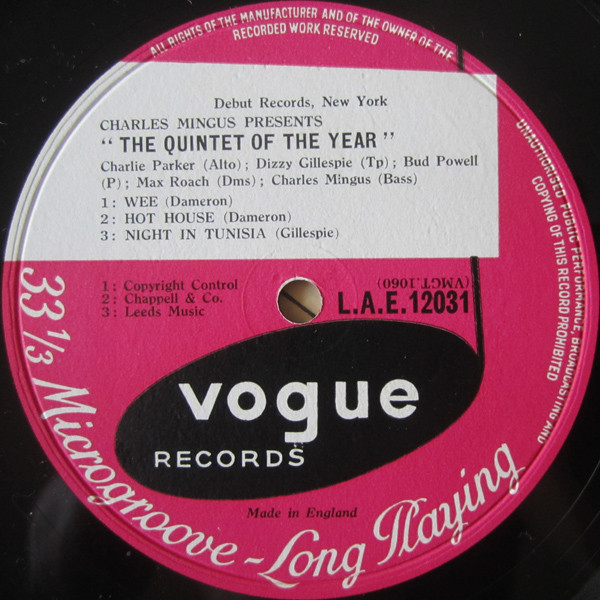 ALL RIGHTS OF THE MANUFACTURER AND OF THE OWNER OF THE
RECORDED WORK RESERVED
UNAUTHORISED PUBLIC PERFORMANCE, BROADCASTING AND
COPYING OF THIS RECORD PROHIBITED
Debut Records, New York
CHARLES MINGUS PRESENTS
“ THE QUINTET OF THE YEAR ”
Charlie Parker (Alto) ; Dizzy Gillespie (Tp) ; Bud Powell
(P) ; Max Roach (Dms) ; Charles Mingus (Bass)
1 : WEE (Dameron)
2 : HOT HOUSE (Dameron)
3 : NIGHT IN TUNISIA (Gillespie)
1 : Copyright Control
2 : Chappell & Co.
3 : Leeds Music
(VMGT.1060)
L.A.E.12031
vogue
RECORDS
Made in England
33 1/3 Microgroove - Long Playing